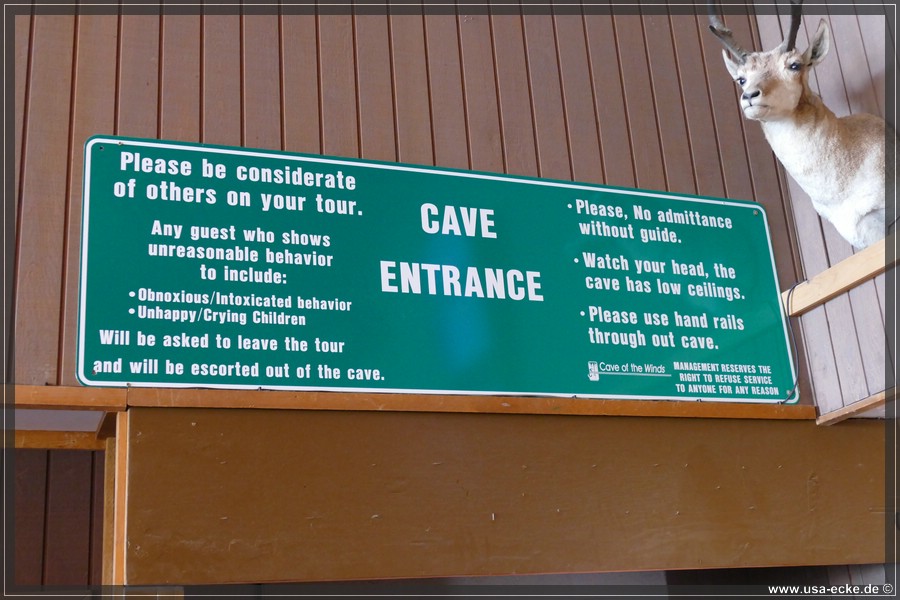 Please be considerate
of others on your tour.
Any guest who shows
unreasonable behavior
to include:
•Obnoxious/Intoxicated behavior
•Unhappy/Crying Children
Will be asked to leave the tour
and will be escorted out of the cave.
CAVE
ENTRANCE
•Please, No admittance
without guide.
•Watch your head, the
cave has low ceilings.
•Please use hand rails
through out cave.
Cave of the Winds
MANAGEMENT RESERVES THE
RIGHT TO REFUSE SERVICE
TO ANYONE FOR ANY REASON
www.usa-ecke.de ©